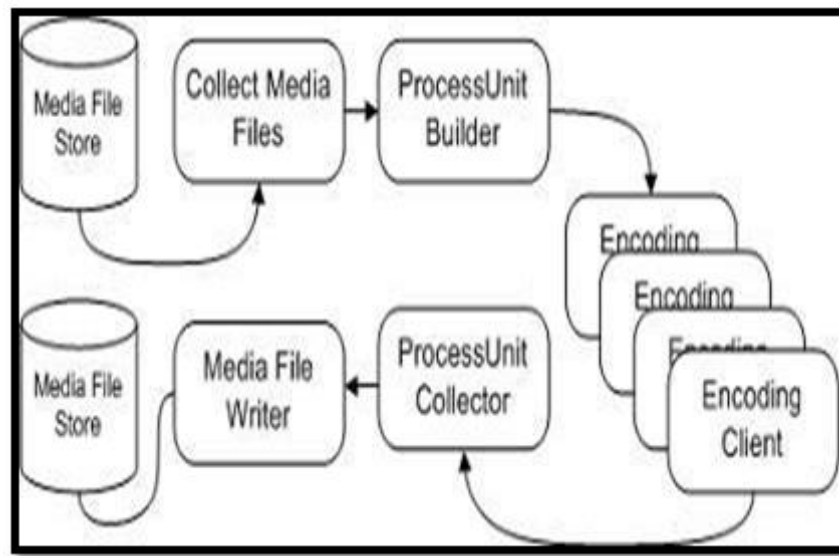 Media File
Store
Collect Media
Files
ProcessUnit
Builder
Encoding
Encoding
Encoding
Encoding
Client
ProcessUnit
Collector
Media File
Writer
Media File
Store